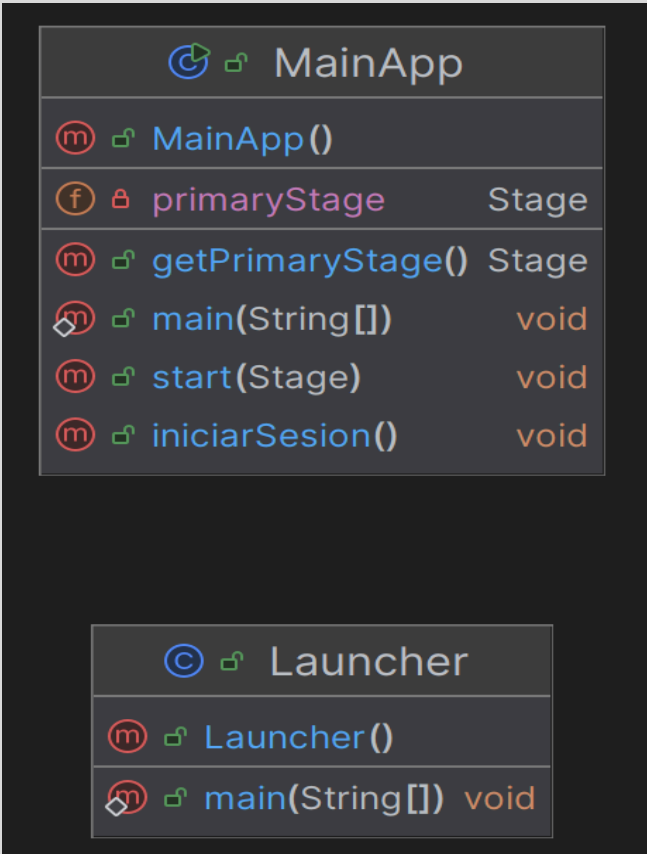 MainApp
MainApp()
primaryStage Stage
getPrimaryStage() Stage
main(String[]) void
start(Stage) void
iniciarSesion() void
Launcher
Launcher()
main(String[]) void